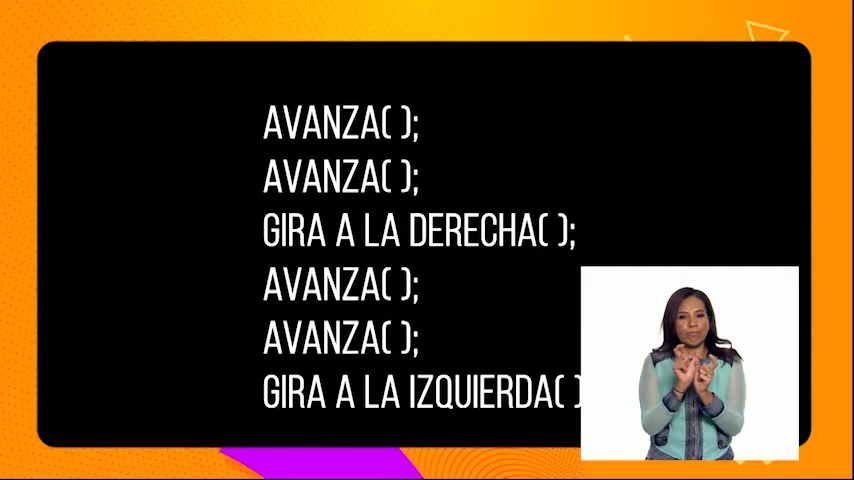 AVANZA( );
AVANZA( );
GIRA A LA DERECHA( );
AVANZA( );
AVANZA( );
GIRA A LA IZQUIERDA( )